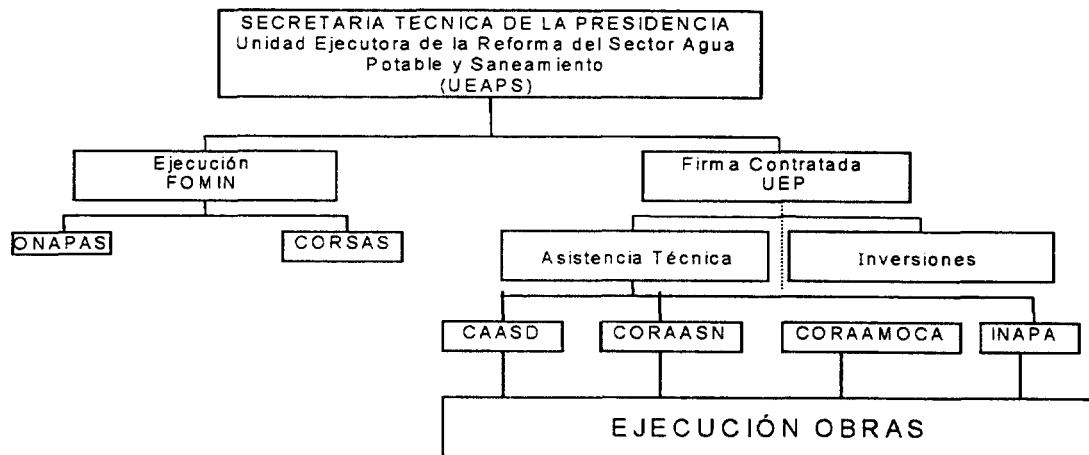 SECRETARIA TECNICA DE LA PRESIDENCIA
Unidad Ejecutora de la Reforma del Sector Agua
Potable y Saneamiento
(UEAPS)
Ejecución
FOMIN
Firma Contratada
UEP
ONAPAS
CORSAS
Asistencia Técnica
Inversiones
CAASD
CORAASN
CORAAMOCA
INAPA
EJECUCIÓN OBRAS